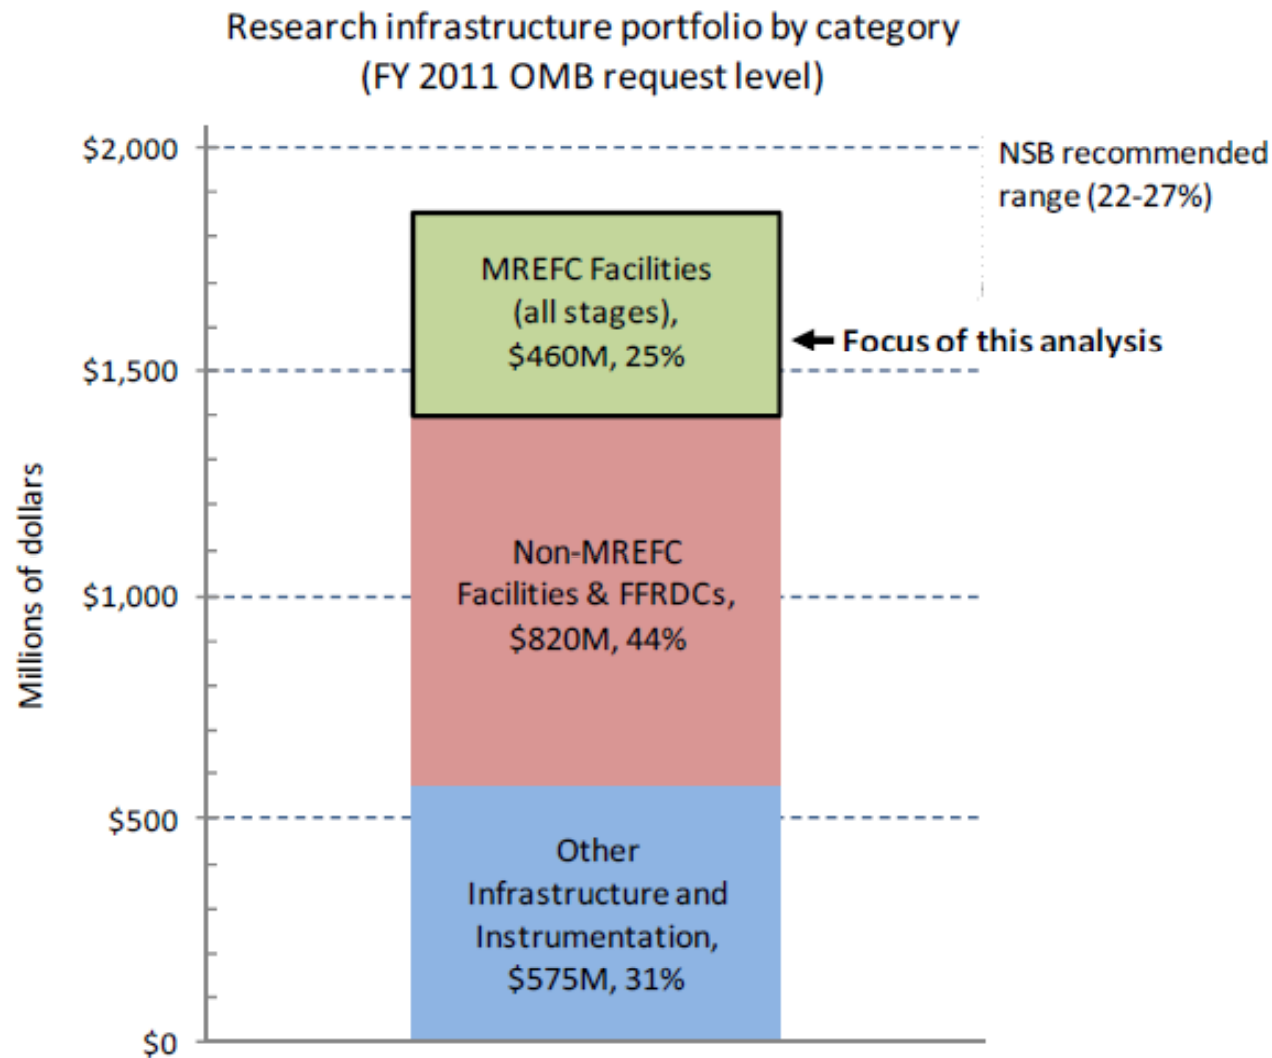 Research infrastructure portfolio by category
(FY 2011 OMB request level)
$2,000
NSB recommended
range (22-27%)
MREFC Facilities
(all stages),
$460M, 25%
Focus of this analysis
$1,500
Millions of dollars
Non-MREFC
Facilities & FFRDCs,
$820M, 44%
$1,000
$500
Other
Infrastructure and
Instrumentation,
$575M, 31%
$0